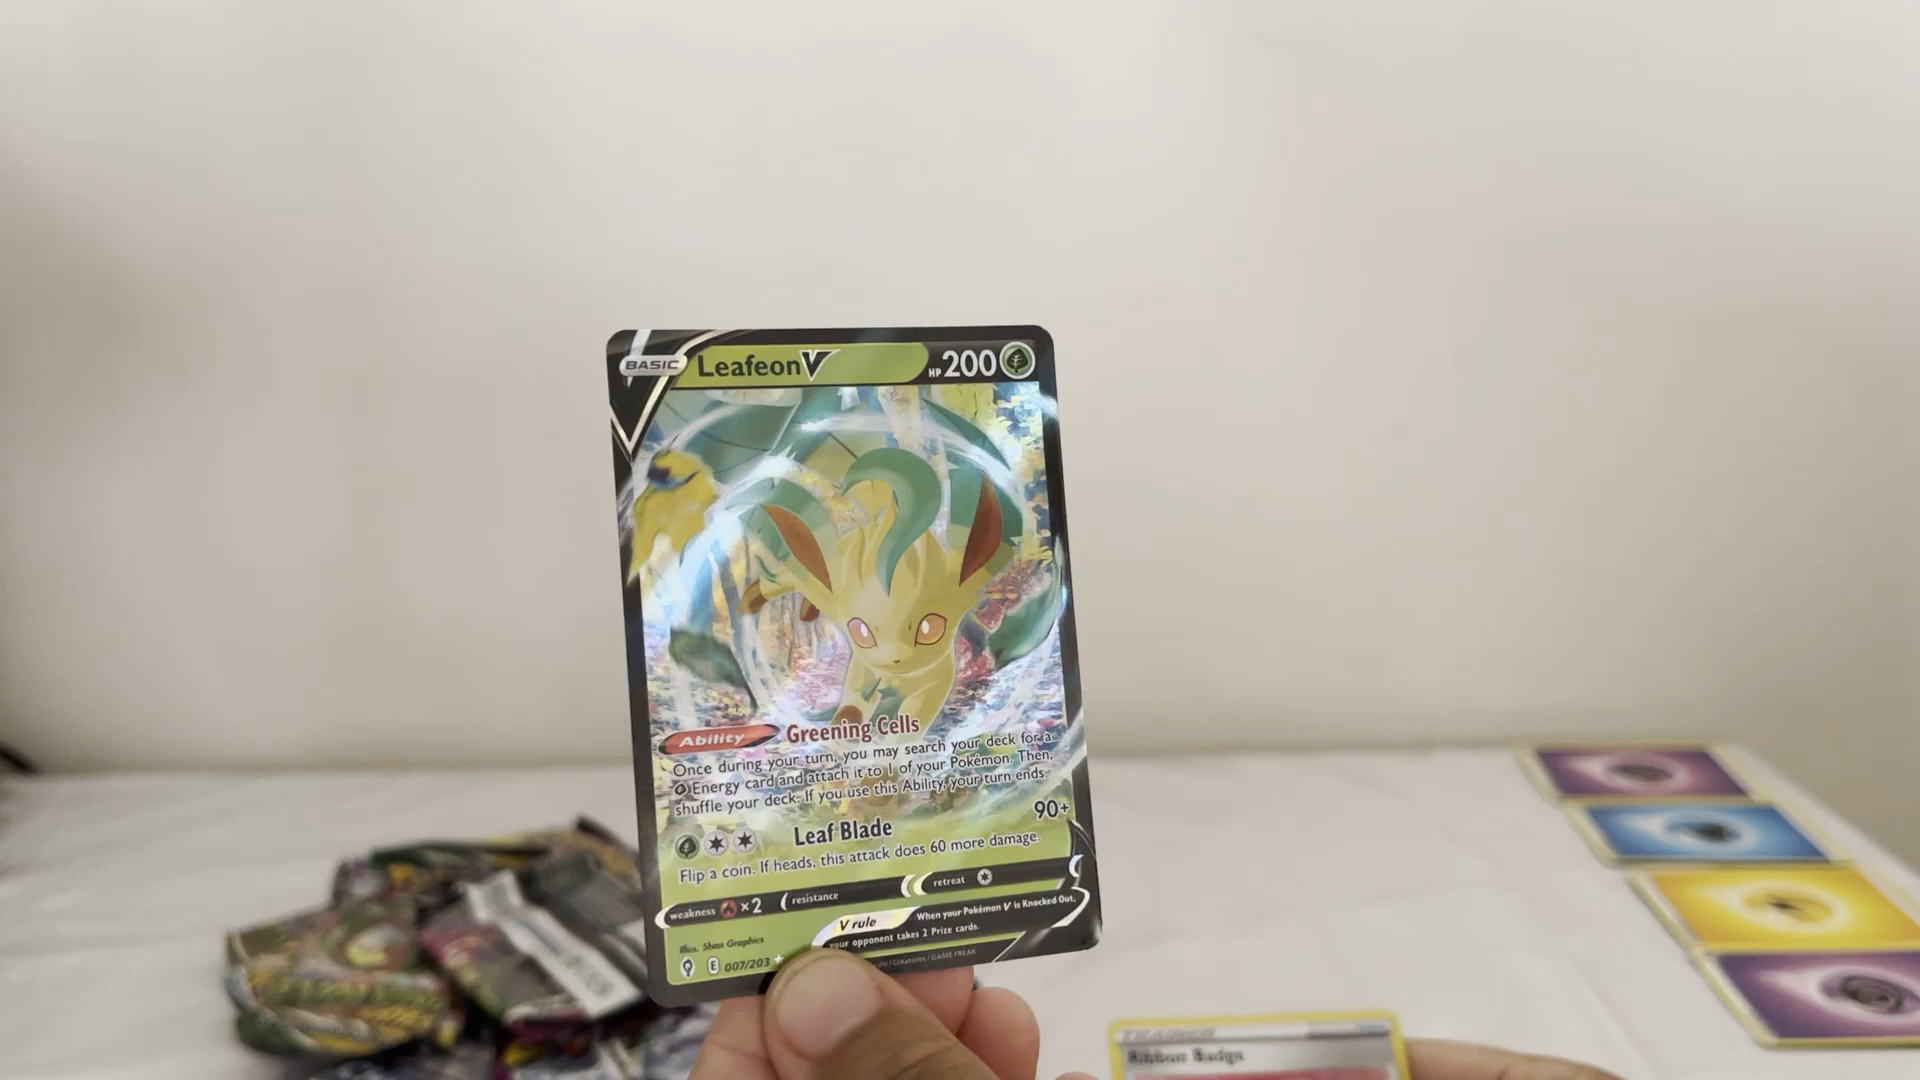 BASIC Leafeon V HP 200
Ability Greening Cells
Once during your turn, you may search your deck for a
Energy card and attach it to 1 of your Pokémon. Then,
shuffle your deck. If you use this Ability, your turn ends.
Leaf Blade 90+
Flip a coin. If heads, this attack does 60 more damage.
weakness ×2 resistance retreat
V rule When your Pokémon V is Knocked Out,
your opponent takes 2 Prize cards.
Illus. 5ban Graphics
E 007/203
GAME FREAK
TRAINER
Ribbon Badge